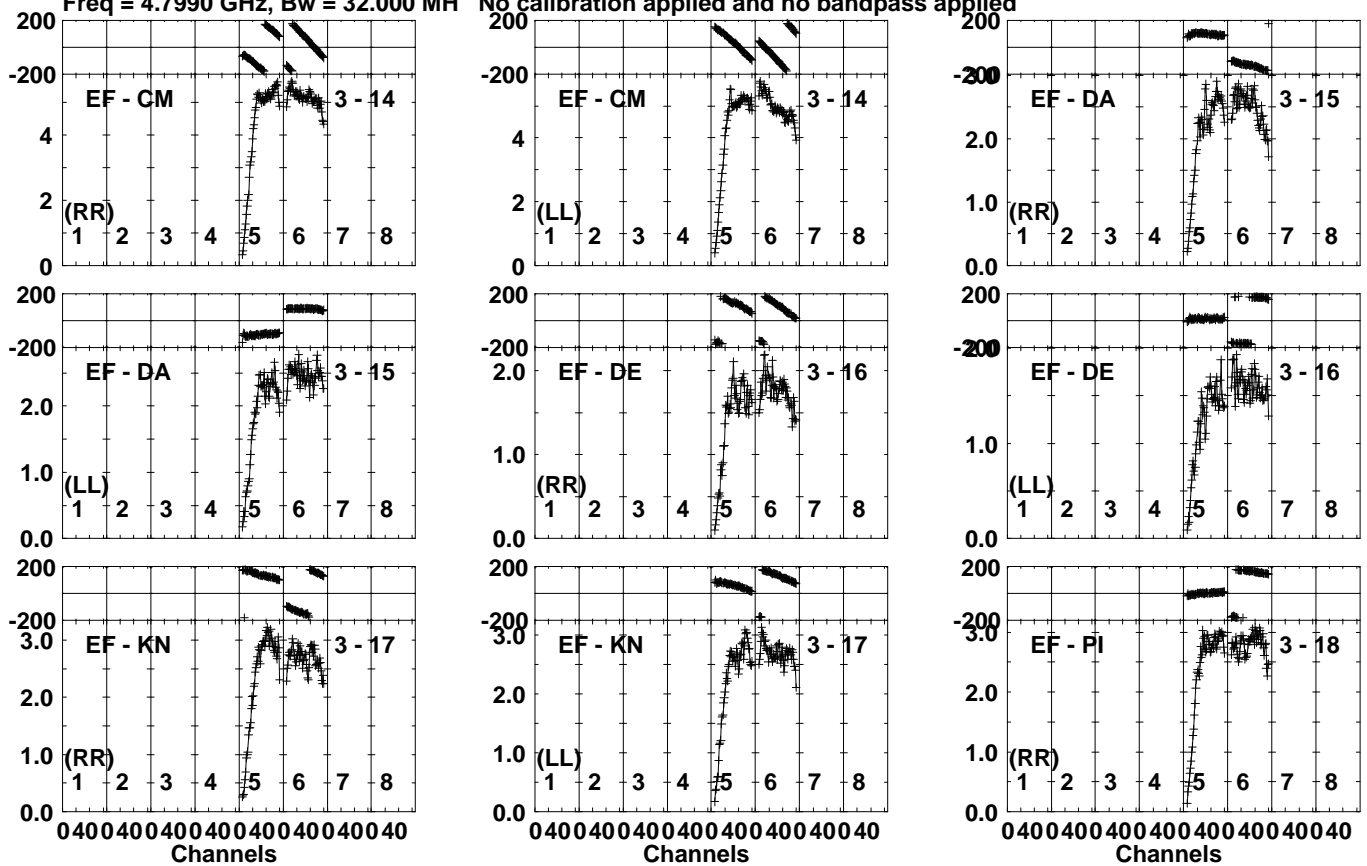 Freq = 4.7990 GHz, Bw = 32.000 MH No calibration applied and no bandpass applied
200 200 200
-200 -200 -200 3.0
EF - CM 3 - 14 EF - CM 3 - 14 EF - DA 3 - 15
4 4 2.0
2 2 1.0
(RR) (LL) (RR)
1 2 3 4 5 6 7 8 1 2 3 4 5 6 7 8 1 2 3 4 5 6 7 8
0 0 0.0
200 200 200
-200 -200 -200 2.0
EF - DA 3 - 15 EF - DE 3 - 16 EF - DE 3 - 16
2.0 2.0
1.0 1.0 1.0
(LL) (RR) (LL)
1 2 3 4 5 6 7 8 1 2 3 4 5 6 7 8 1 2 3 4 5 6 7 8
0.0 0.0 0.0
200 200 200
-200 -200 -200
3.0 EF - KN 3 - 17 3.0 EF - KN 3 - 17 3.0 EF - PI 3 - 18
2.0 2.0 2.0
1.0 1.0 1.0
(RR) (LL) (RR)
1 2 3 4 5 6 7 8 1 2 3 4 5 6 7 8 1 2 3 4 5 6 7 8
0.0 0.0 0.0
0 40 0 40 0 40 0 40 0 40 0 40 0 40 0 40 0 40 0 40 0 40 0 40 0 40 0 40 0 40 0 40 0 40 0 40 0 40 0 40 0 40 0 40 0 40 0 40
Channels Channels Channels